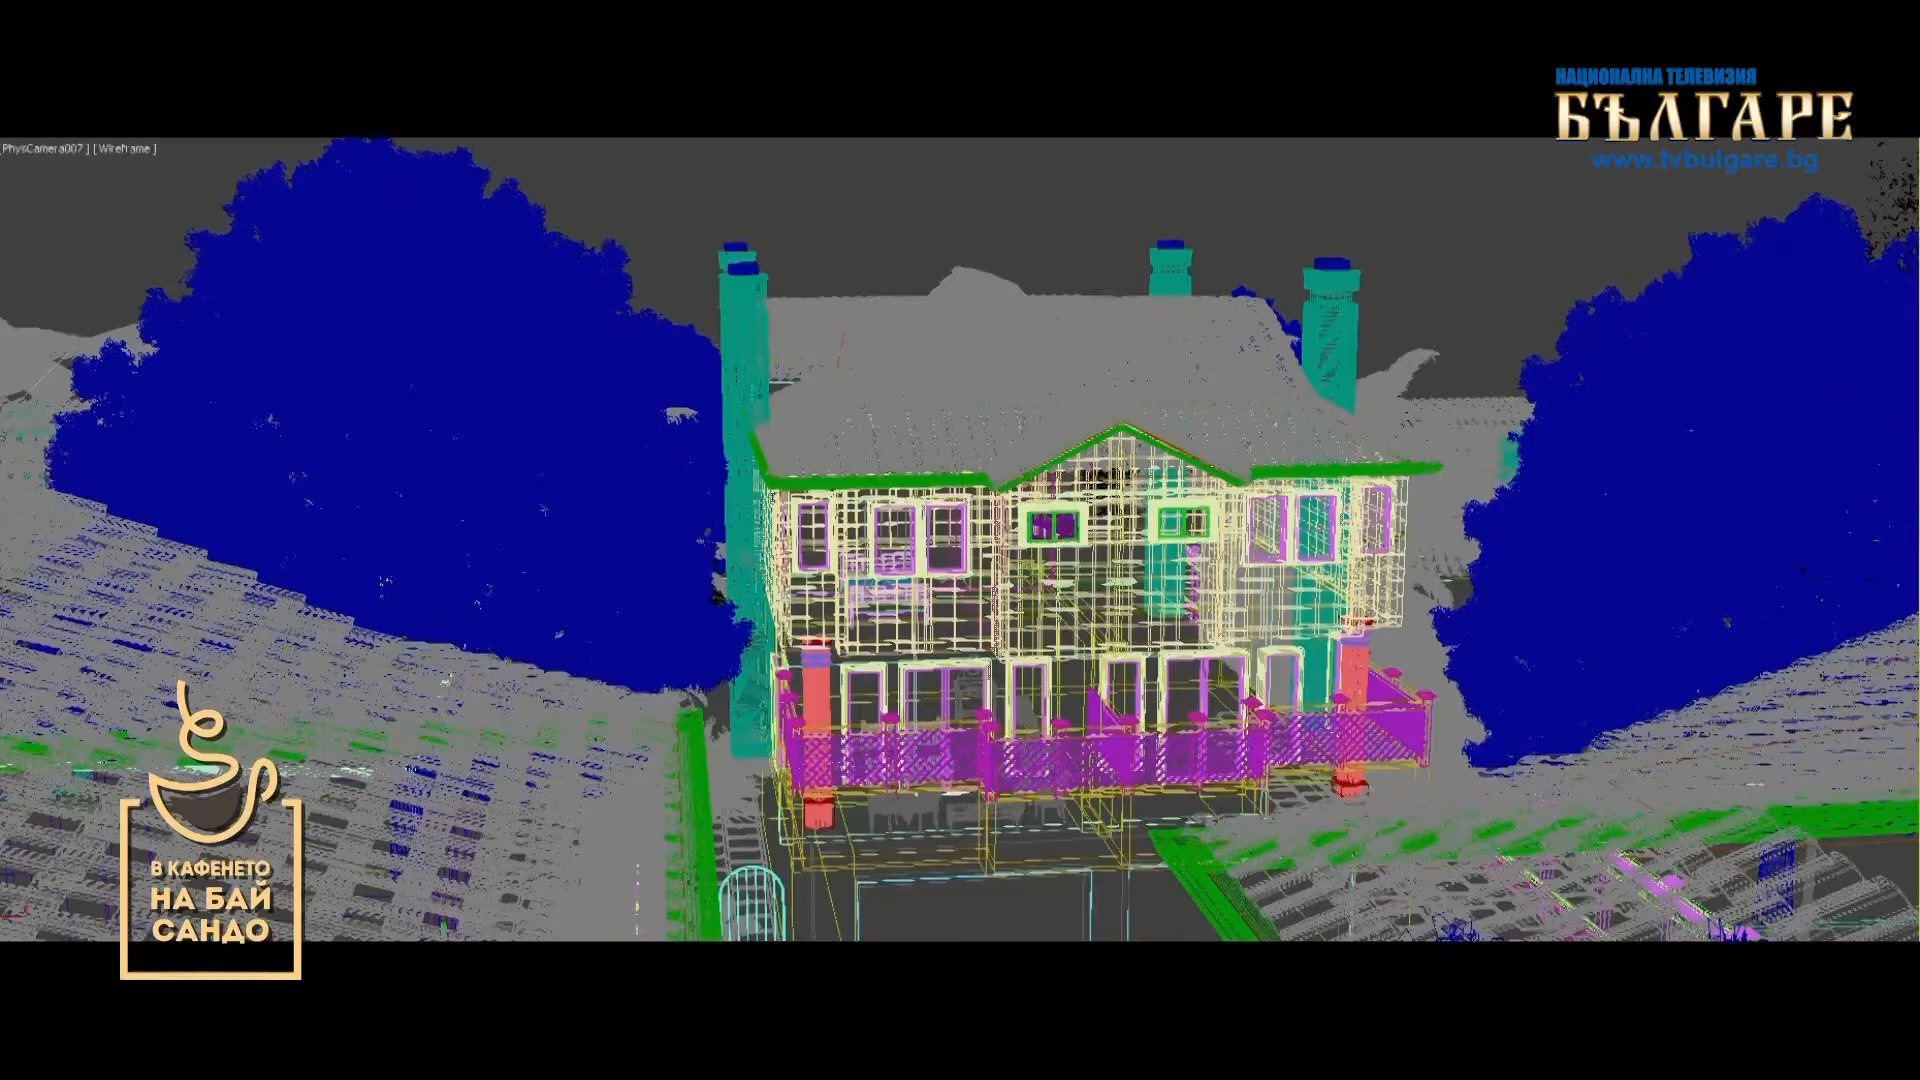 НАЦИОНАЛНА ТЕЛЕВИЗИЯ
БЪЛГАРЕ
www.tvbulgare.bg
[PhysCamera007 ] [ Wireframe ]
В КАФЕНЕТО
НА БАЙ
САНДО